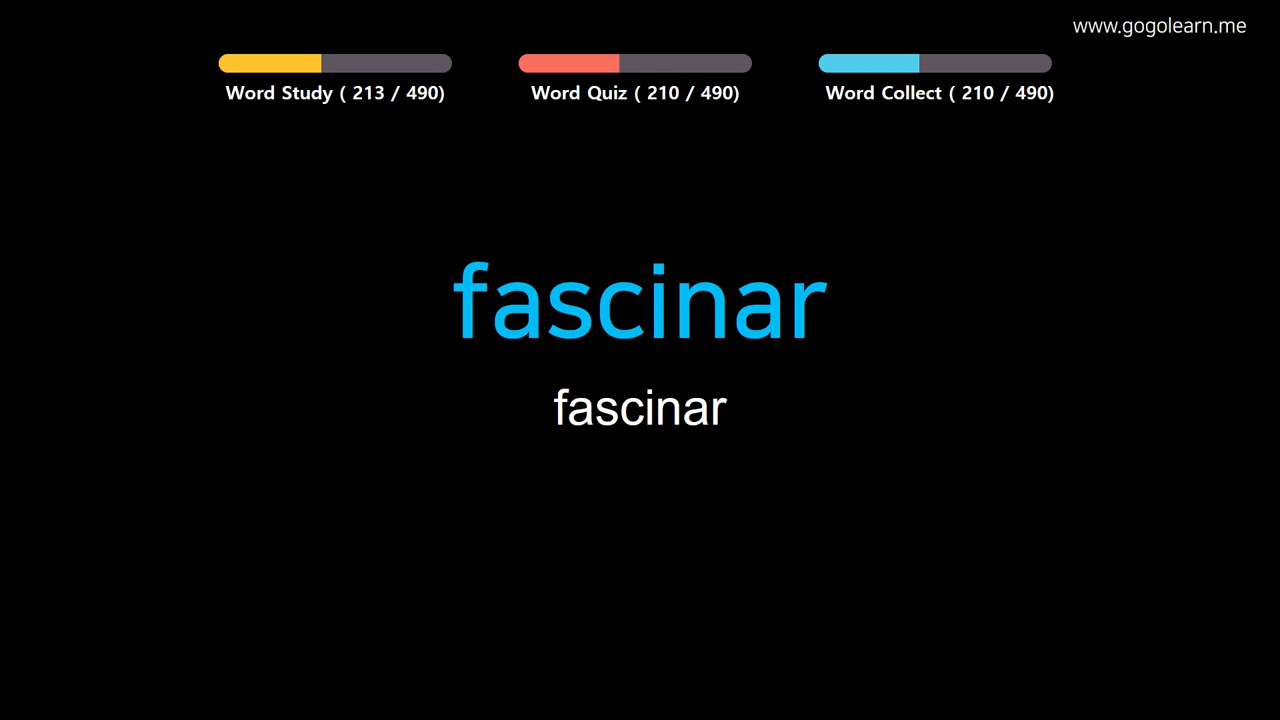 www.gogolearn.me
Word Study ( 213 / 490)
Word Quiz ( 210 / 490)
Word Collect ( 210 / 490)
fascinar
fascinar